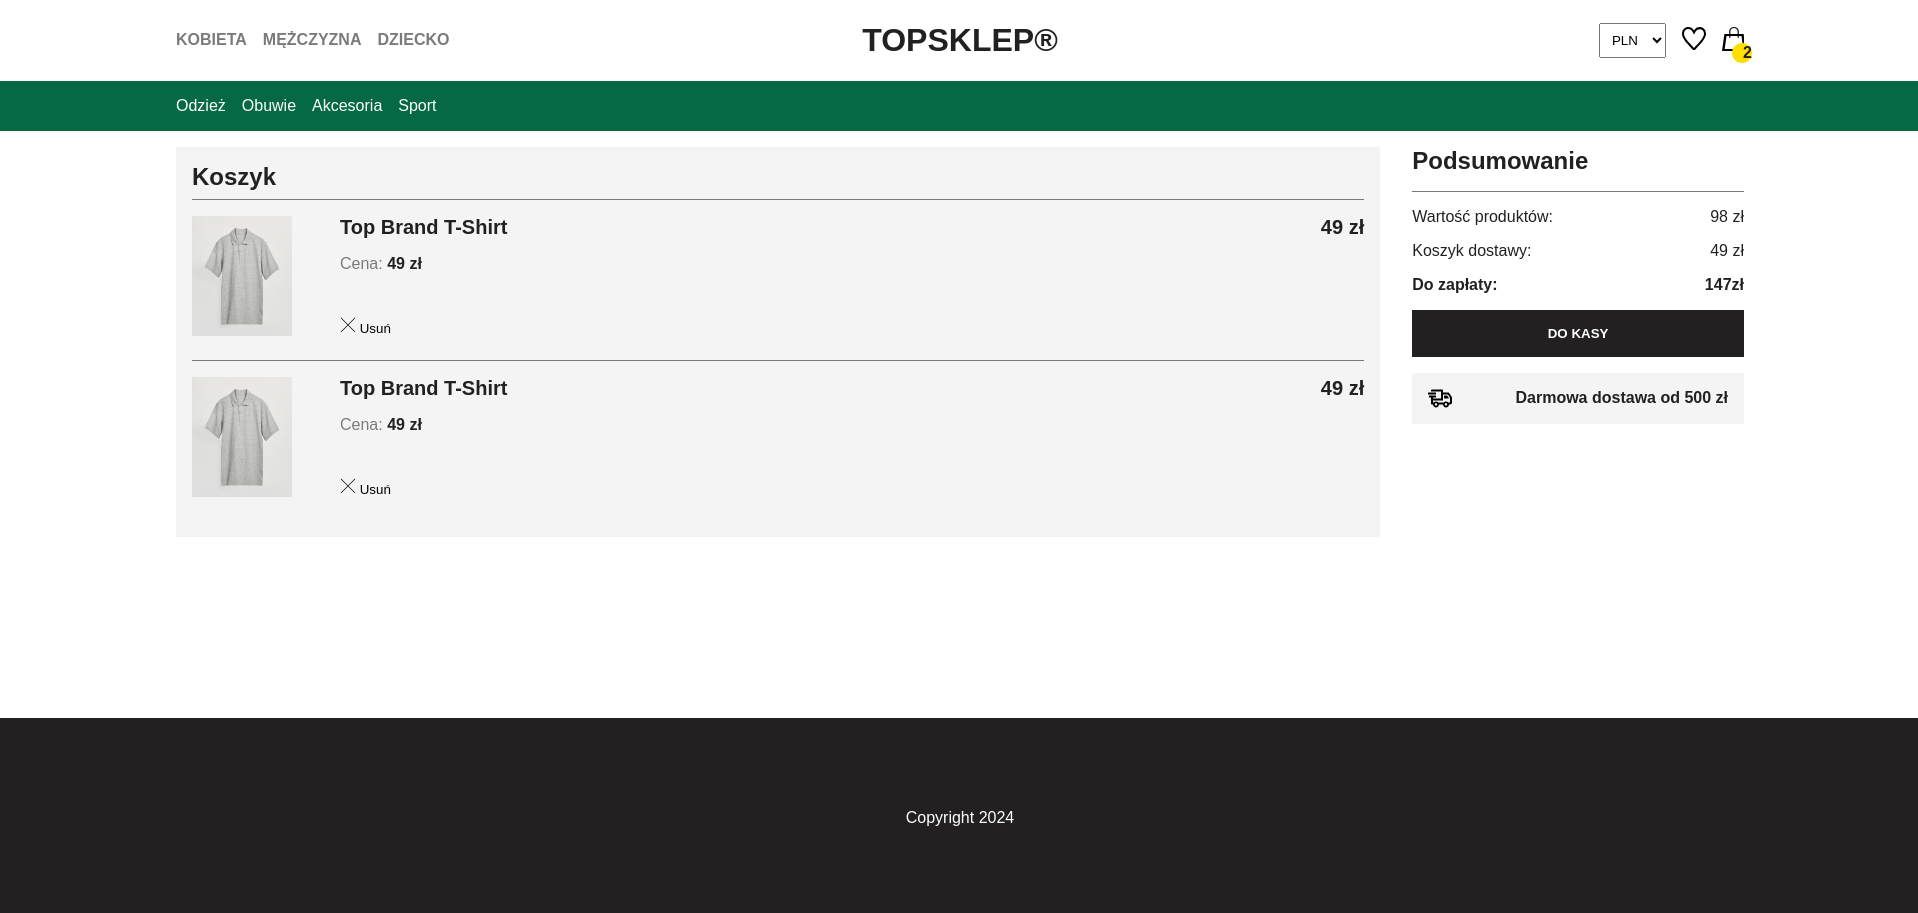 KOBIETA MĘŻCZYZNA DZIECKO
TOPSKLEP®
PLN
2
Odzież Obuwie Akcesoria Sport
Koszyk
Top Brand T-Shirt 49 zł
Cena: 49 zł
Usuń
Top Brand T-Shirt 49 zł
Cena: 49 zł
Usuń
Podsumowanie
Wartość produktów: 98 zł
Koszyk dostawy: 49 zł
Do zapłaty: 147zł
DO KASY
Darmowa dostawa od 500 zł
Copyright 2024